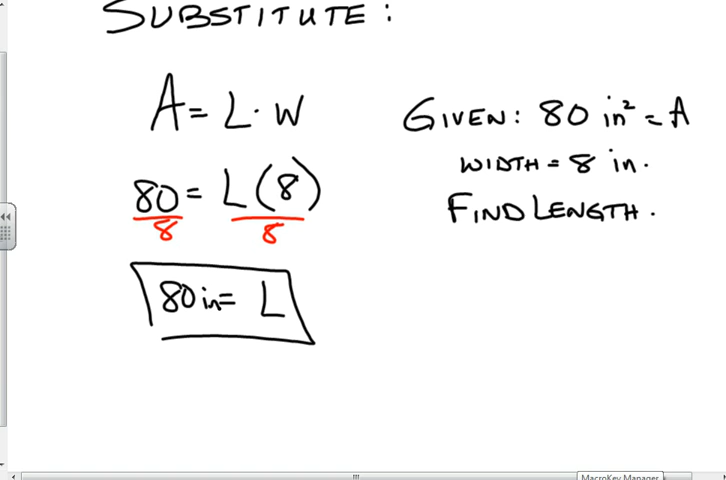 SUBSTITUTE:
A = L · W
80 = L(8)
8 8
80 in = L
GIVEN: 80 in² = A
WIDTH = 8 in.
FIND LENGTH.
MacroKey Manager